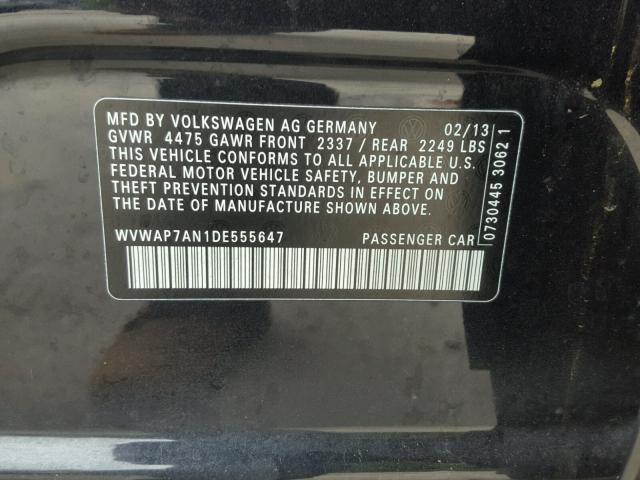 MFD BY VOLKSWAGEN AG GERMANY 02/13
GVWR 4475 GAWR FRONT 2337 / REAR 2249 LBS
THIS VEHICLE CONFORMS TO ALL APPLICABLE U.S.
FEDERAL MOTOR VEHICLE SAFETY, BUMPER AND
THEFT PREVENTION STANDARDS IN EFFECT ON
THE DATE OF MANUFACTURE SHOWN ABOVE.
WVWAP7AN1DE555647 PASSENGER CAR
0730445 3062 1